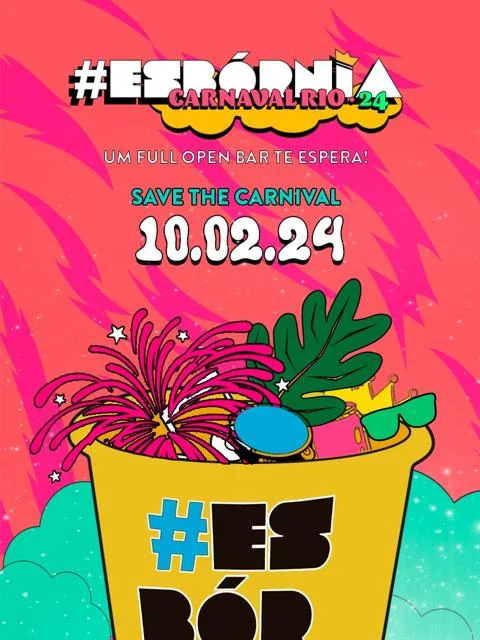 #ESBÓRNIA
CARNAVAL RIO • 24
UM FULL OPEN BAR TE ESPERA!
SAVE THE CARNiVAL
10.02.24
#ES
BÓR